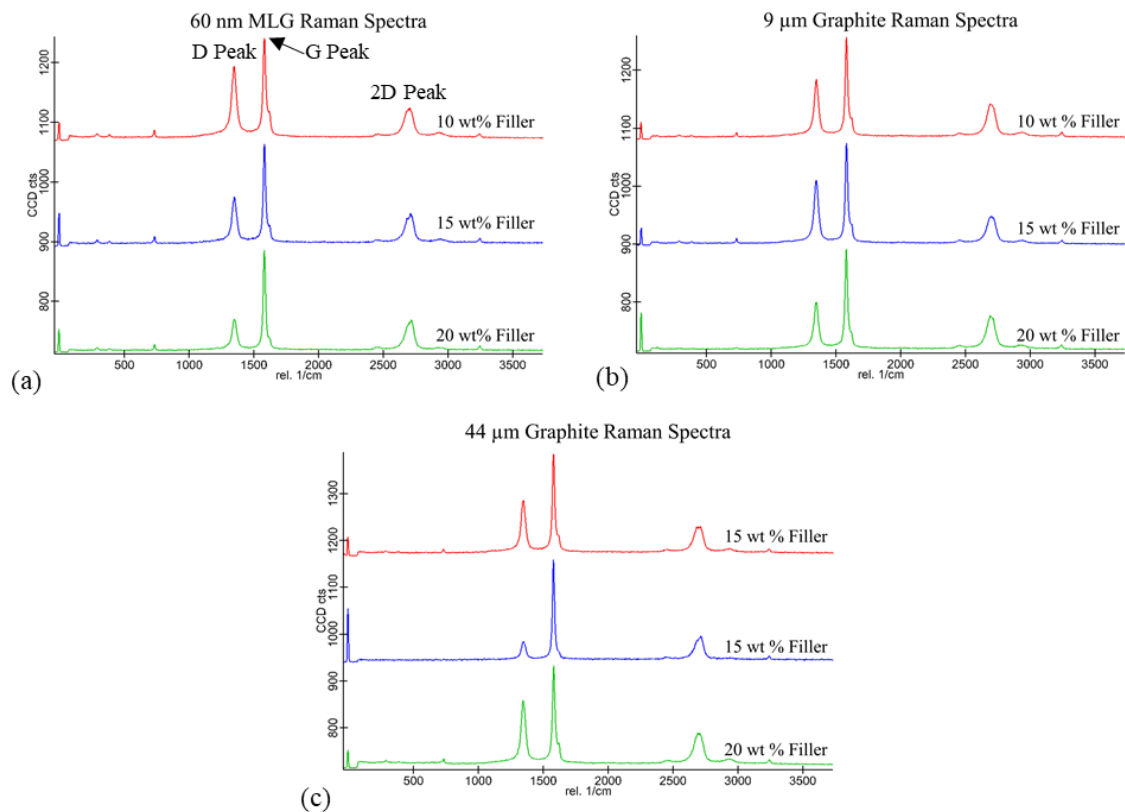 60 nm MLG Raman Spectra
D Peak
G Peak
2D Peak
CCD cts
1200
1100
1000
900
800
10 wt % Filler
15 wt% Filler
20 wt% Filler
500 1000 1500 2000 2500 3000 3500
rel. 1/cm
(a)
9 µm Graphite Raman Spectra
CCD cts
1200
1100
1000
900
800
10 wt % Filler
15 wt% Filler
20 wt% Filler
500 1000 1500 2000 2500 3000 3500
rel. 1/cm
(b)
44 µm Graphite Raman Spectra
CCD cts
1300
1200
1100
1000
900
800
15 wt % Filler
15 wt% Filler
20 wt % Filler
500 1000 1500 2000 2500 3000 3500
rel. 1/cm
(c)